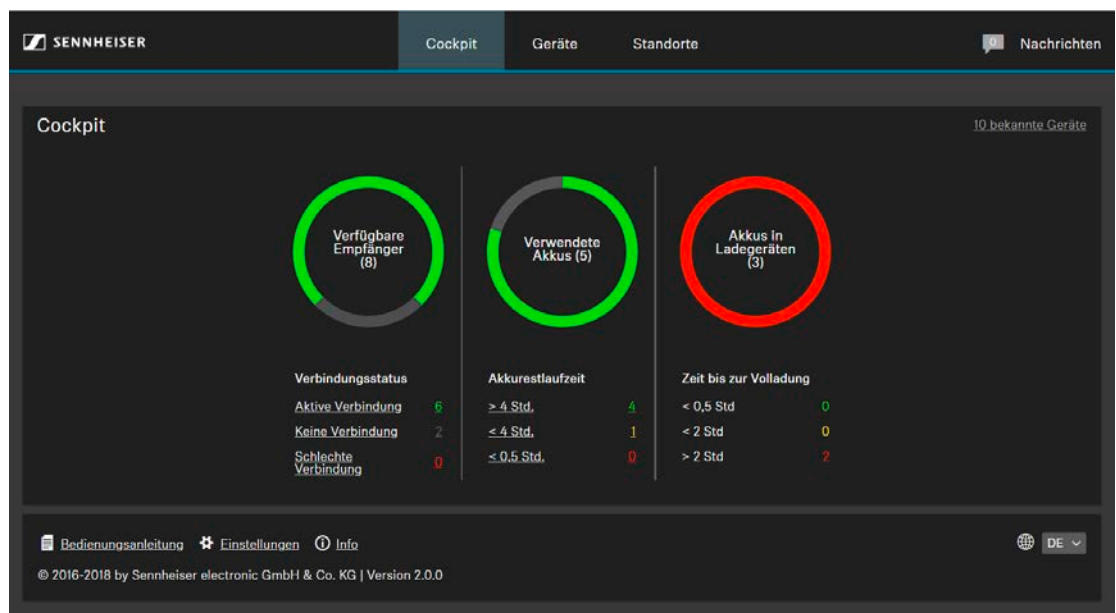 SENNHEISER
Cockpit
Geräte
Standorte
0
Nachrichten
Cockpit
10 bekannte Geräte
Verfügbare
Empfänger
(8)
Verwendete
Akkus (5)
Akkus in
Ladegeräten
(3)
Verbindungsstatus
Aktive Verbindung 6
Keine Verbindung 2
Schlechte
Verbindung 0
Akkurestlaufzeit
> 4 Std. 4
< 4 Std. 1
< 0,5 Std. 0
Zeit bis zur Volladung
< 0,5 Std 0
< 2 Std 0
> 2 Std 2
Bedienungsanleitung Einstellungen Info
DE
© 2016-2018 by Sennheiser electronic GmbH & Co. KG | Version 2.0.0